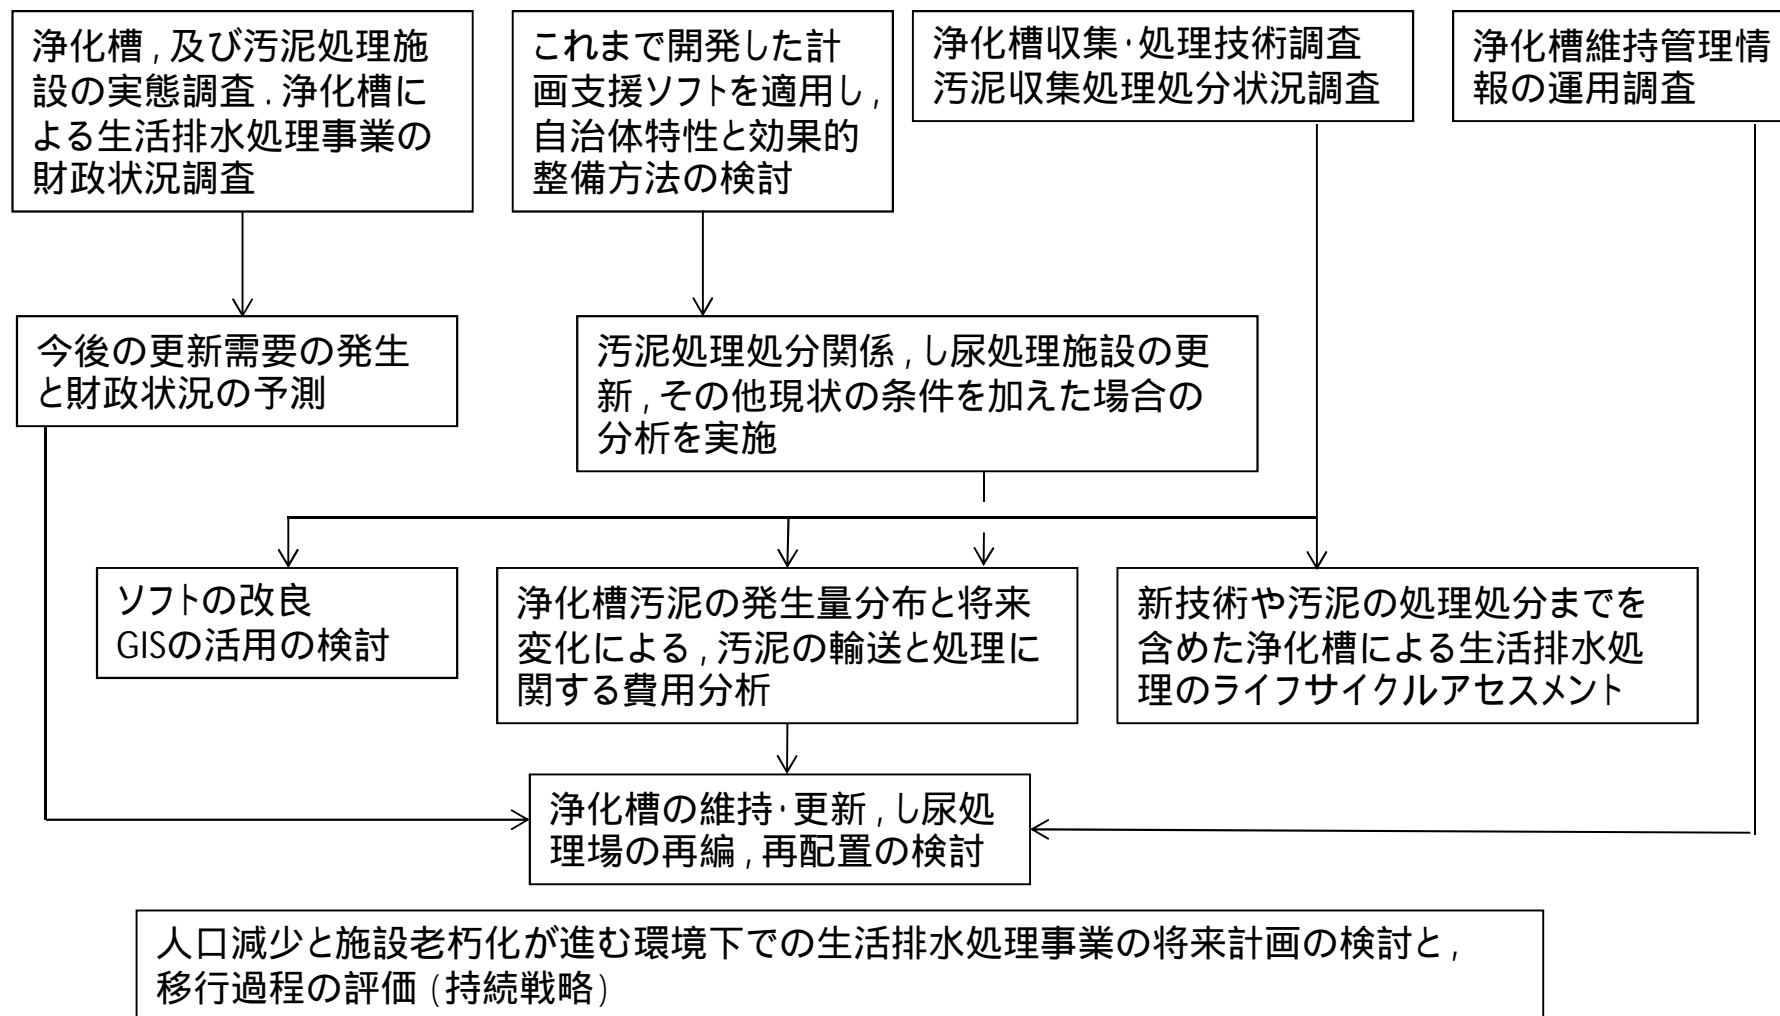 浄化槽,及び汚泥処理施
設の実態調査.浄化槽に
よる生活排水処理事業の
財政状況調査
これまで開発した計
画支援ソフトを適用し,
自治体特性と効果的
整備方法の検討
浄化槽収集・処理技術調査
汚泥収集処理処分状況調査
浄化槽維持管理情
報の運用調査
今後の更新需要の発生
と財政状況の予測
汚泥処理処分関係,し尿処理施設の更
新,その他現状の条件を加えた場合の
分析を実施
ソフトの改良
GISの活用の検討
浄化槽汚泥の発生量分布と将来
変化による,汚泥の輸送と処理に
関する費用分析
新技術や汚泥の処理処分までを
含めた浄化槽による生活排水処
理のライフサイクルアセスメント
浄化槽の維持・更新,し尿処
理場の再編,再配置の検討
人口減少と施設老朽化が進む環境下での生活排水処理事業の将来計画の検討と,
移行過程の評価(持続戦略)